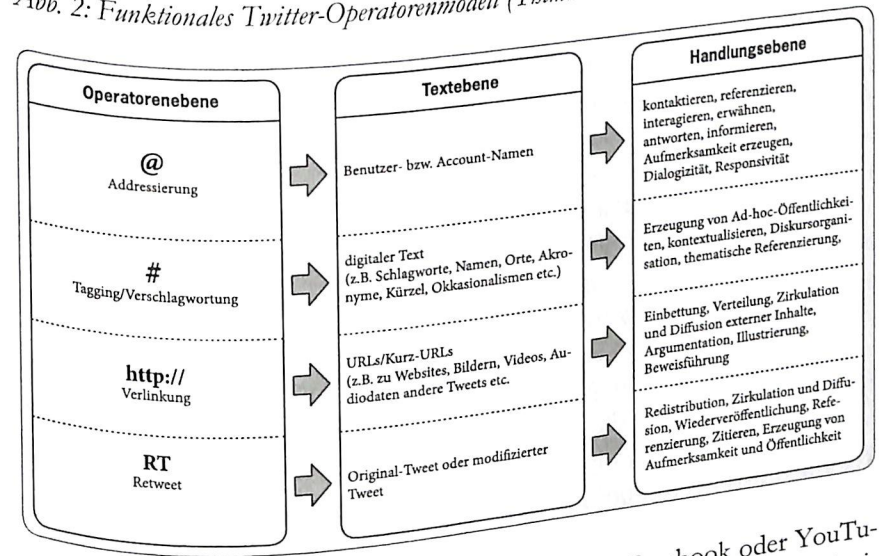 Abb. 2: Funktionales Twitter-Operatorenmodell
Operatorenebene
@
Addressierung
#
Tagging/Verschlagwortung
http://
Verlinkung
RT
Retweet
Textebene
Benutzer- bzw. Account-Namen
digitaler Text
(z.B. Schlagworte, Namen, Orte, Akro-
nyme, Kürzel, Okkasionalismen etc.)
URLs/Kurz-URLs
(z.B. zu Websites, Bildern, Videos, Au-
diodaten andere Tweets etc.
Original-Tweet oder modifizierter
Tweet
Handlungsebene
kontaktieren, referenzieren,
interagieren, erwähnen,
antworten, informieren,
Aufmerksamkeit erzeugen,
Dialogizität, Responsivität
Erzeugung von Ad-hoc-Öffentlichkei-
ten, kontextualisieren, Diskursorgani-
sation, thematische Referenzierung,
Einbettung, Verteilung, Zirkulation
und Diffusion externer Inhalte,
Argumentation, Illustrierung,
Beweisführung
Redistribution, Zirkulation und Diffu-
sion, Wiederveröffentlichung, Refe-
renzierung, Zitieren, Erzeugung von
Aufmerksamkeit und Öffentlichkeit
oder YouTu-